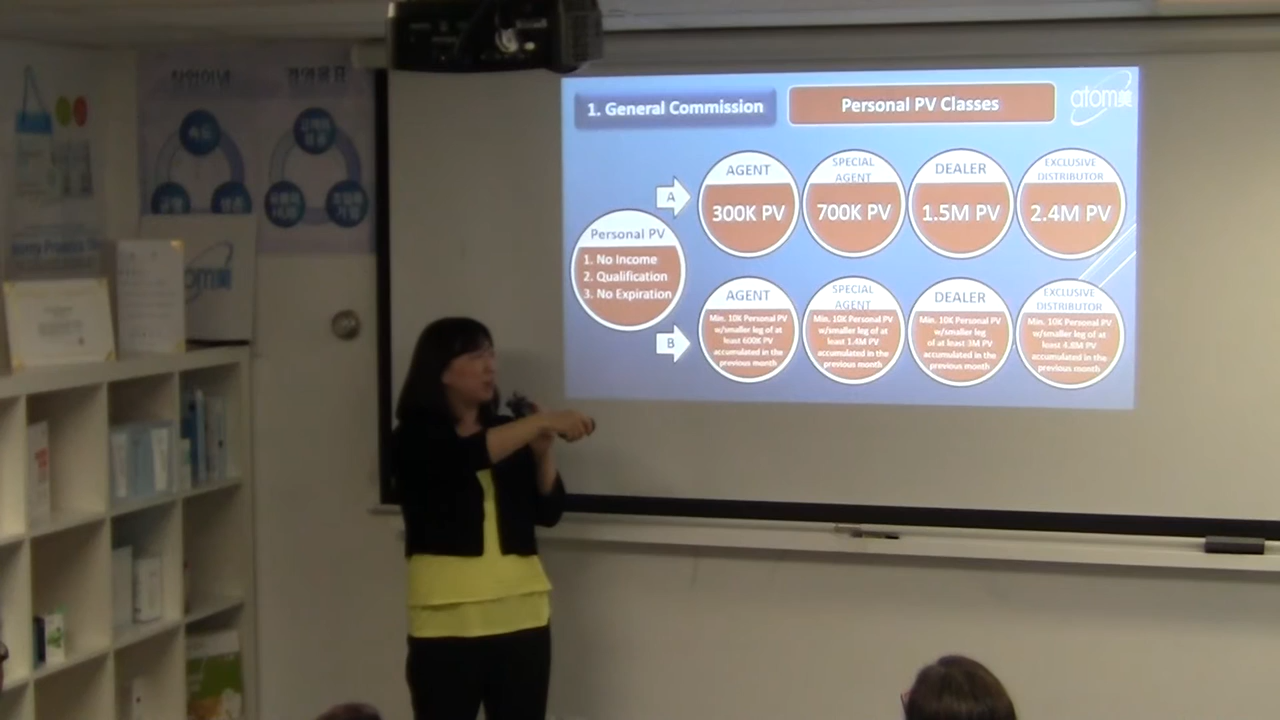 1. General Commission
Personal PV Classes
atom美
A
AGENT
300K PV
SPECIAL
AGENT
700K PV
DEALER
1.5M PV
EXCLUSIVE
DISTRIBUTOR
2.4M PV
Personal PV
1. No Income
2. Qualification
3. No Expiration
B
AGENT
Min. 10K Personal PV
w/smaller leg of at
least 600K PV
accumulated in the
previous month
SPECIAL
AGENT
Min. 10K Personal PV
w/smaller leg of at
least 1.4M PV
accumulated in the
previous month
DEALER
Min. 10K Personal PV
w/smaller leg
of at least 3M PV
accumulated in the
previous month
EXCLUSIVE
DISTRIBUTOR
Min. 10K Personal PV
w/smaller leg of at
least 4.8M PV
accumulated in the
previous month